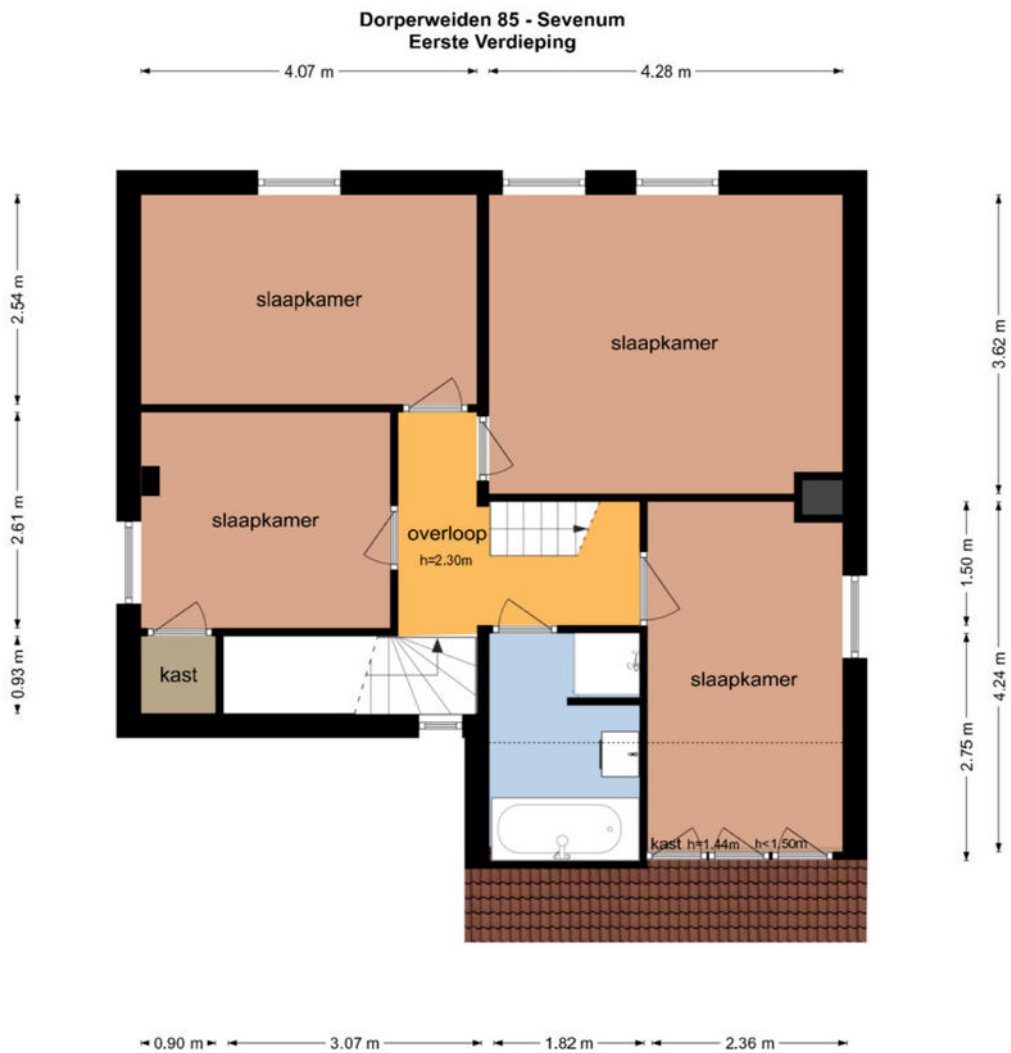 Dorperweiden 85 - Sevenum
Eerste Verdieping
4.07 m
4.28 m
2.54 m
3.62 m
slaapkamer
slaapkamer
2.61 m
slaapkamer
overloop
h=2.30m
1.50 m
4.24 m
0.93 m
kast
slaapkamer
2.75 m
kast h=1.44m h<1.50m
0.90 m
3.07 m
1.82 m
2.36 m